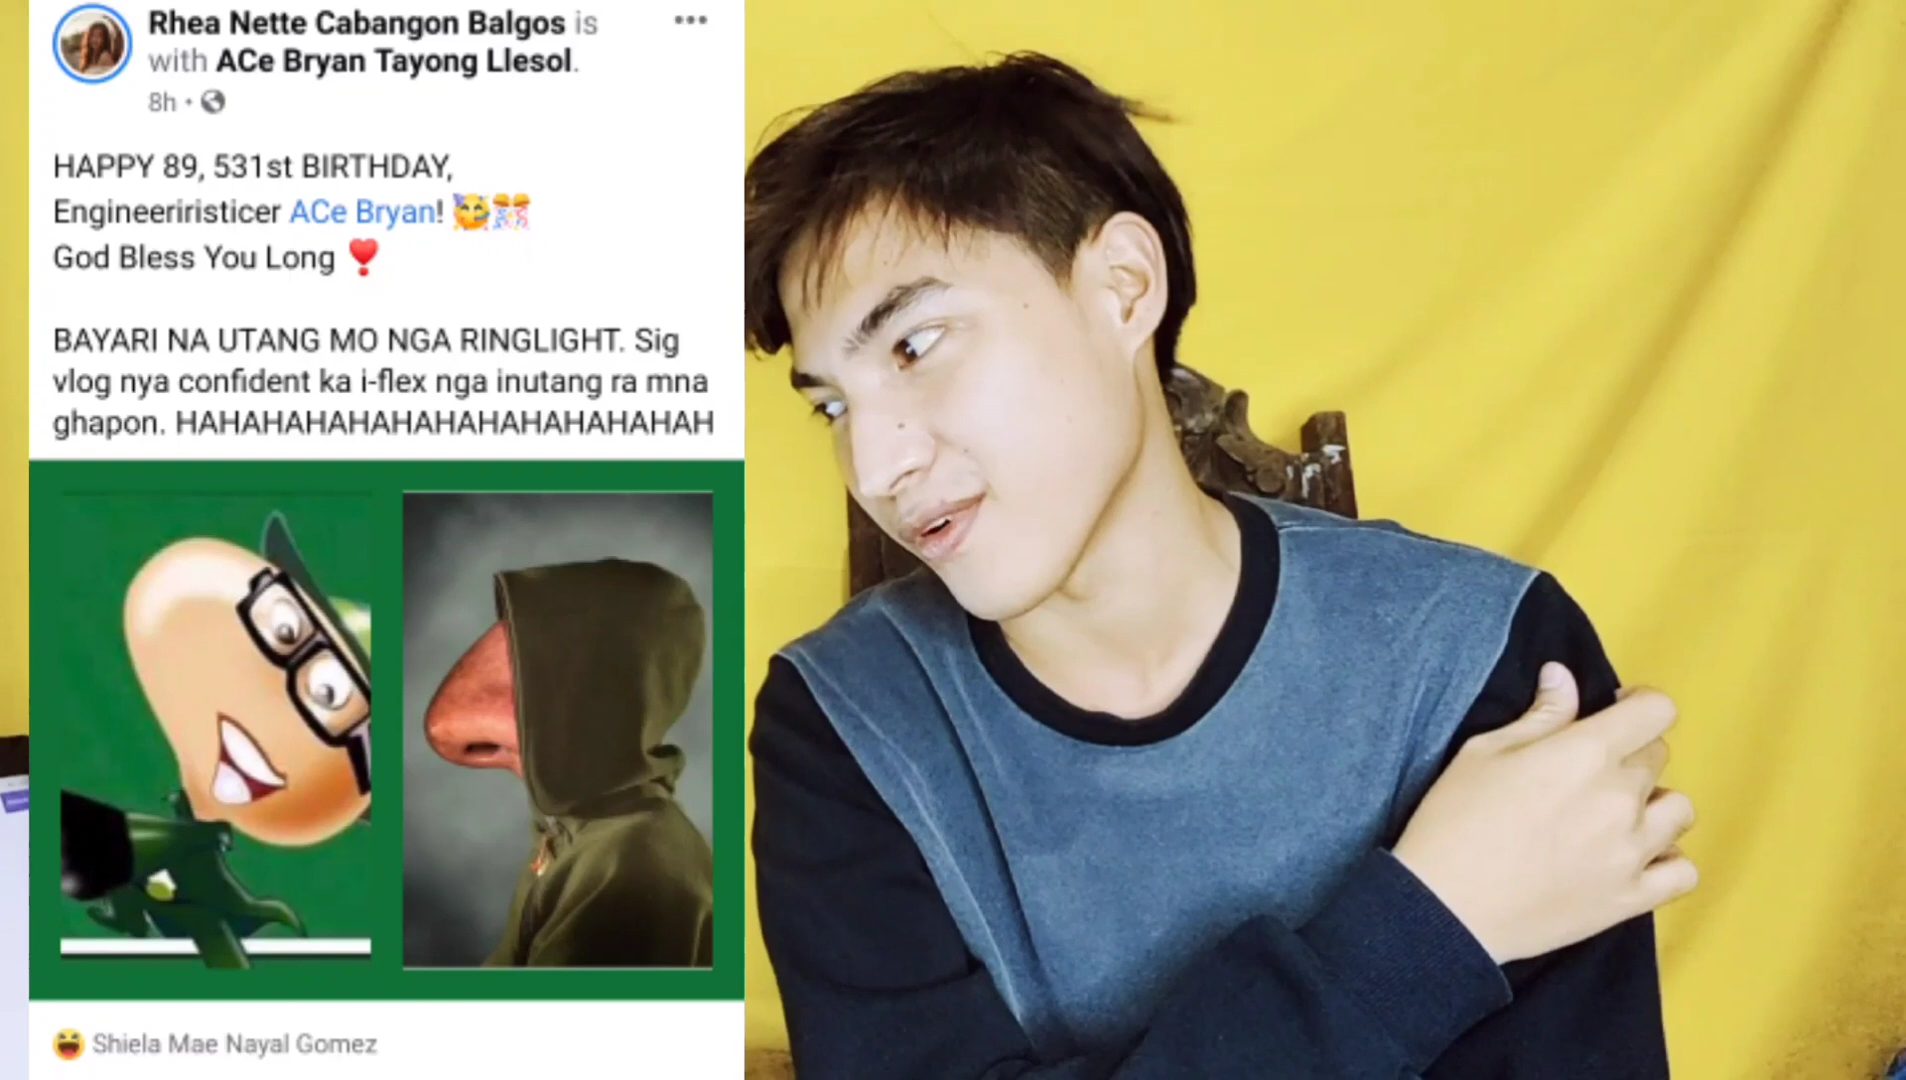 Rhea Nette Cabangon Balgos is
with ACe Bryan Tayong Llesol.
8h •
HAPPY 89, 531st BIRTHDAY,
Engineeriristicer ACe Bryan! 🥳🎊
God Bless You Long ❣️
BAYARI NA UTANG MO NGA RINGLIGHT. Sig
vlog nya confident ka i-flex nga inutang ra mna
ghapon. HAHAHAHAHAHAHAHAHAHAHAHAHAHAH
Shiela Mae Nayal Gomez